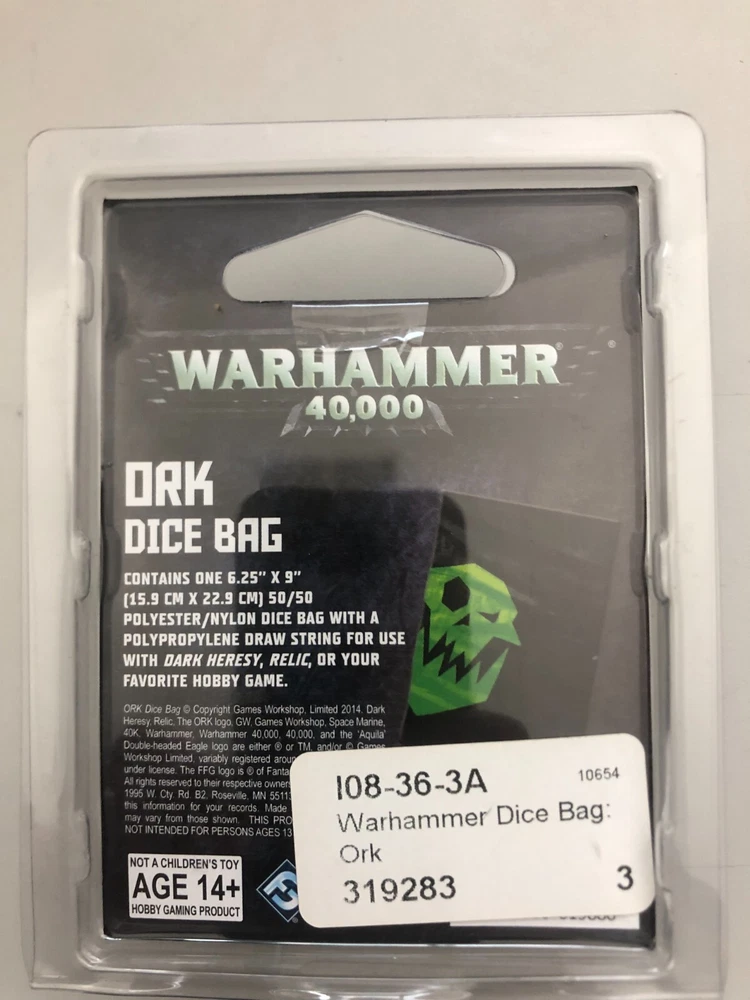 WARHAMMER®
40,000
ORK
DICE BAG
CONTAINS ONE 6.25" X 9"
(15.9 CM X 22.9 CM) 50/50
POLYESTER/NYLON DICE BAG WITH A
POLYPROPYLENE DRAW STRING FOR USE
WITH DARK HERESY, RELIC, OR YOUR
FAVORITE HOBBY GAME.
ORK Dice Bag © Copyright Games Workshop, Limited 2014. Dark
Heresy, Relic, The ORK logo, GW, Games Workshop, Space Marine,
40K, Warhammer, Warhammer 40,000, 40,000, and the 'Aquila'
Double-headed Eagle logo are either ® or TM, and/or © Games
Workshop Limited, variably registered
under license. The FFG logo is ® of
All rights reserved to their respective
1995 W. Cty. Rd. B2, Roseville, MN
this information for your records. Made
may vary from those shown. THIS
NOT INTENDED FOR PERSONS AGES 13
NOT A CHILDREN'S TOY
AGE 14+
HOBBY GAMING PRODUCT
I08-36-3A 10654
Warhammer Dice Bag:
Ork
319283 3